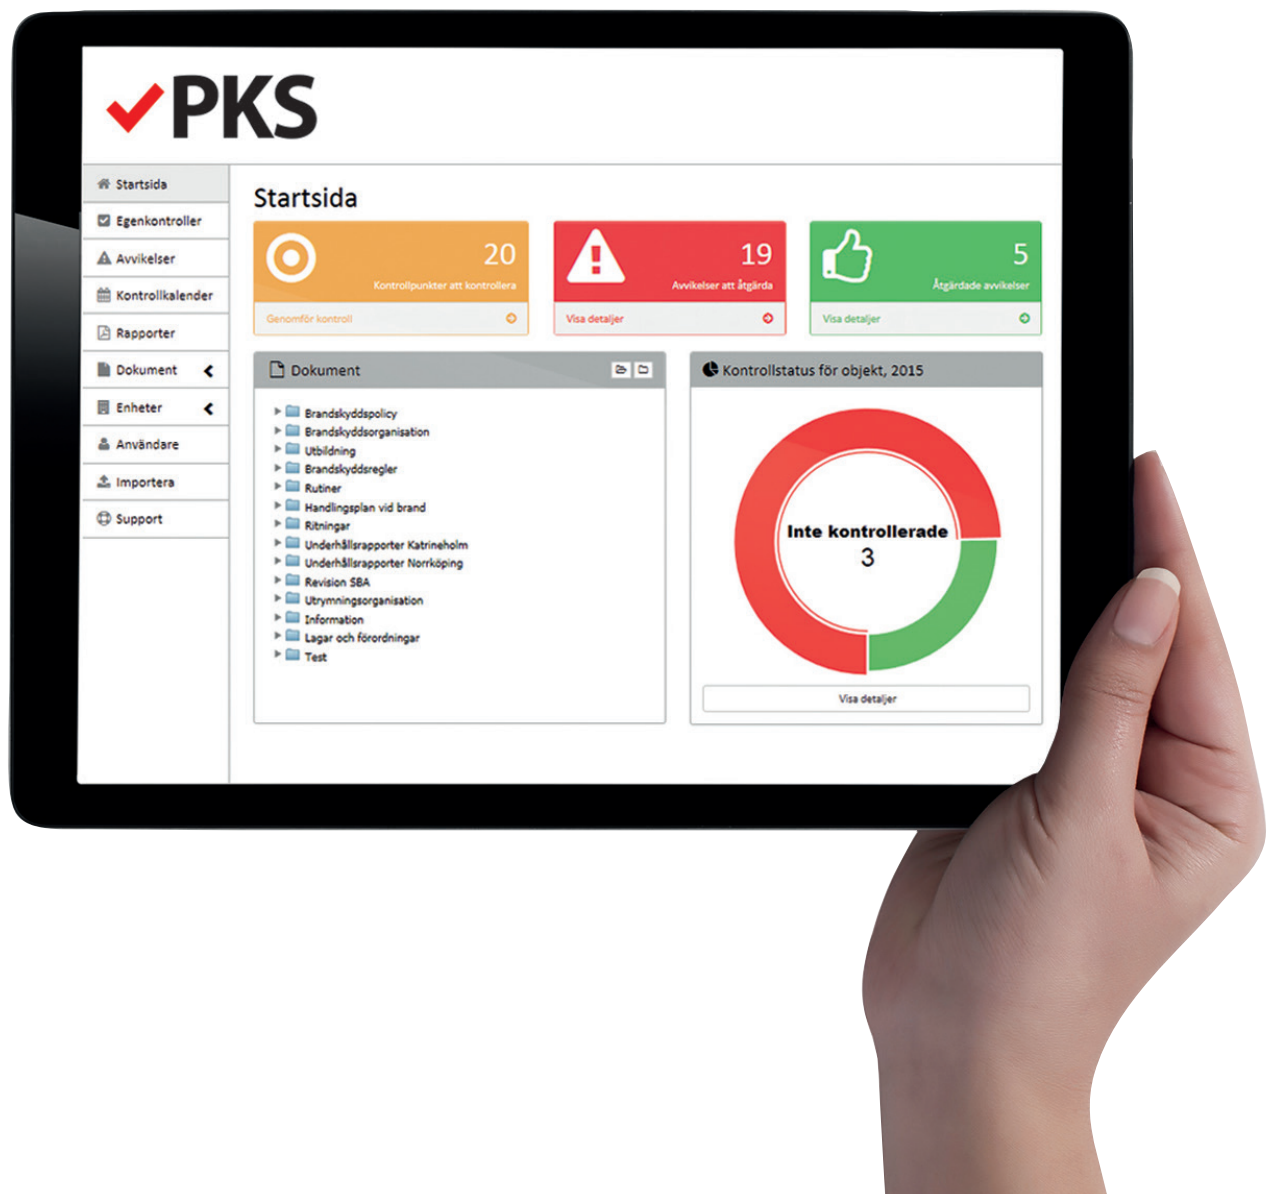 PKS
Startsida
Egenkontroller
Avvikelser
Kontrollkalender
Rapporter
Dokument
Enheter
Användare
Importera
Support
Startsida
20
Kontrollpunkter att kontrollera
Genomför kontroll
19
Avvikelser att åtgärda
Visa detaljer
5
Åtgärdade avvikelser
Visa detaljer
Dokument
Brandskyddspolicy
Brandskyddsorganisation
Utbildning
Brandskyddsregler
Rutiner
Handlingsplan vid brand
Ritningar
Underhållsrapporter Katrineholm
Underhållsrapporter Norrköping
Revision SBA
Utrymningsorganisation
Information
Lagar och förordningar
Test
Kontrollstatus för objekt, 2015
Inte kontrollerade
3
Visa detaljer